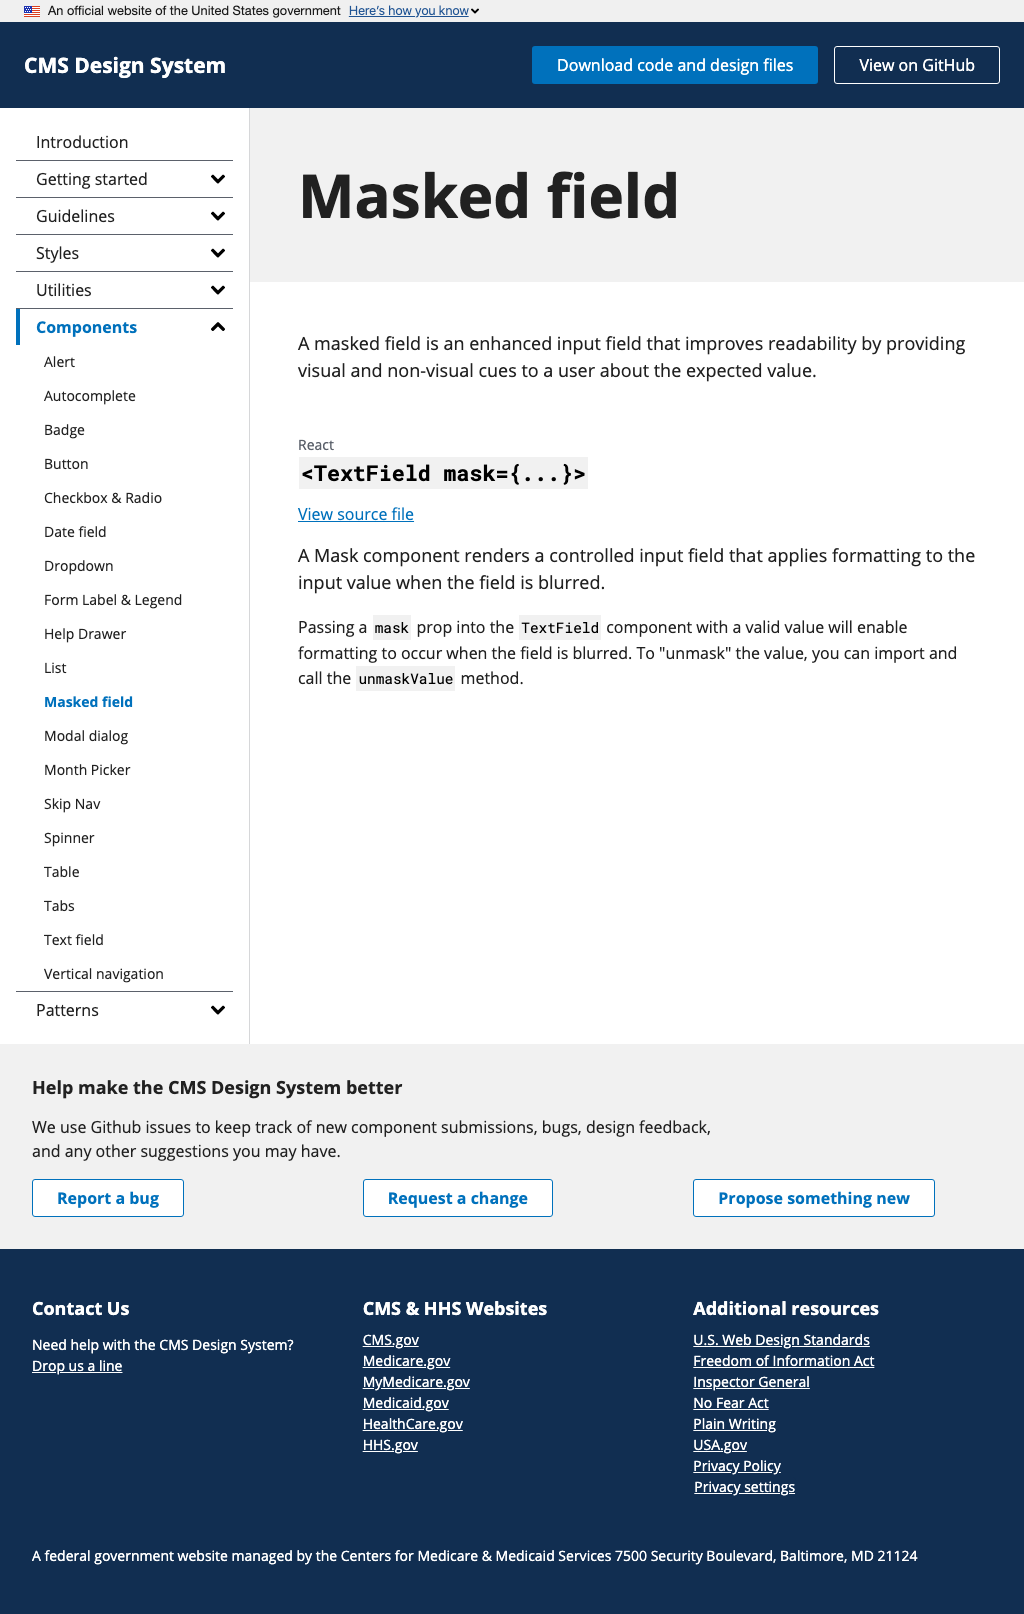 An official website of the United States government Here's how you know
CMS Design System
Download code and design files
View on GitHub
Introduction
Getting started
Guidelines
Styles
Utilities
Components
Alert
Autocomplete
Badge
Button
Checkbox & Radio
Date field
Dropdown
Form Label & Legend
Help Drawer
List
Masked field
Modal dialog
Month Picker
Skip Nav
Spinner
Table
Tabs
Text field
Vertical navigation
Patterns
Masked field
A masked field is an enhanced input field that improves readability by providing
visual and non-visual cues to a user about the expected value.
React
<TextField mask={...}>
View source file
A Mask component renders a controlled input field that applies formatting to the
input value when the field is blurred.
Passing a mask prop into the TextField component with a valid value will enable
formatting to occur when the field is blurred. To "unmask" the value, you can import and
call the unmaskValue method.
Help make the CMS Design System better
We use Github issues to keep track of new component submissions, bugs, design feedback,
and any other suggestions you may have.
Report a bug
Request a change
Propose something new
Contact Us
Need help with the CMS Design System?
Drop us a line
CMS & HHS Websites
CMS.gov
Medicare.gov
MyMedicare.gov
Medicaid.gov
HealthCare.gov
HHS.gov
Additional resources
U.S. Web Design Standards
Freedom of Information Act
Inspector General
No Fear Act
Plain Writing
USA.gov
Privacy Policy
Privacy settings
A federal government website managed by the Centers for Medicare & Medicaid Services 7500 Security Boulevard, Baltimore, MD 21124